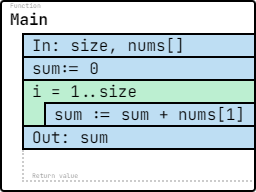 Function
Main
In: size, nums[]
sum:= 0
i = 1..size
sum := sum + nums[1]
Out: sum
Return value